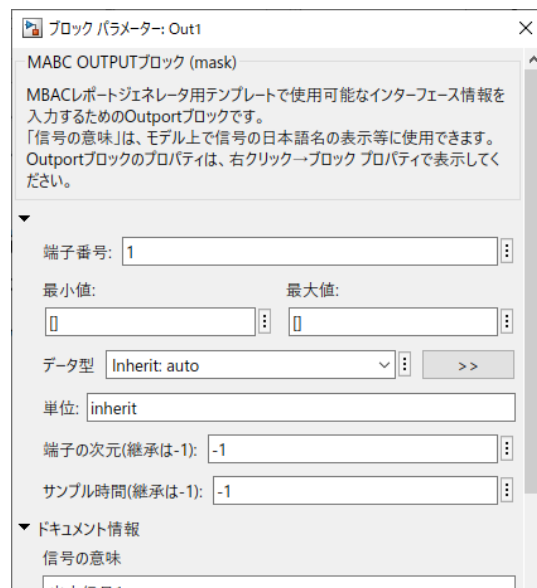 ブロック パラメーター: Out1
MABC OUTPUTブロック (mask)
MBACレポートジェネレータ用テンプレートで使用可能なインターフェース情報を
入力するためのOutportブロックです。
「信号の意味」は、モデル上で信号の日本語名の表示等に使用できます。
Outportブロックのプロパティは、右クリック→ブロック プロパティで表示してく
ださい。
端子番号: 1
最小値: 最大値:
[] []
データ型 Inherit: auto >>
単位: inherit
端子の次元(継承は-1): -1
サンプル時間(継承は-1): -1
ドキュメント情報
信号の意味